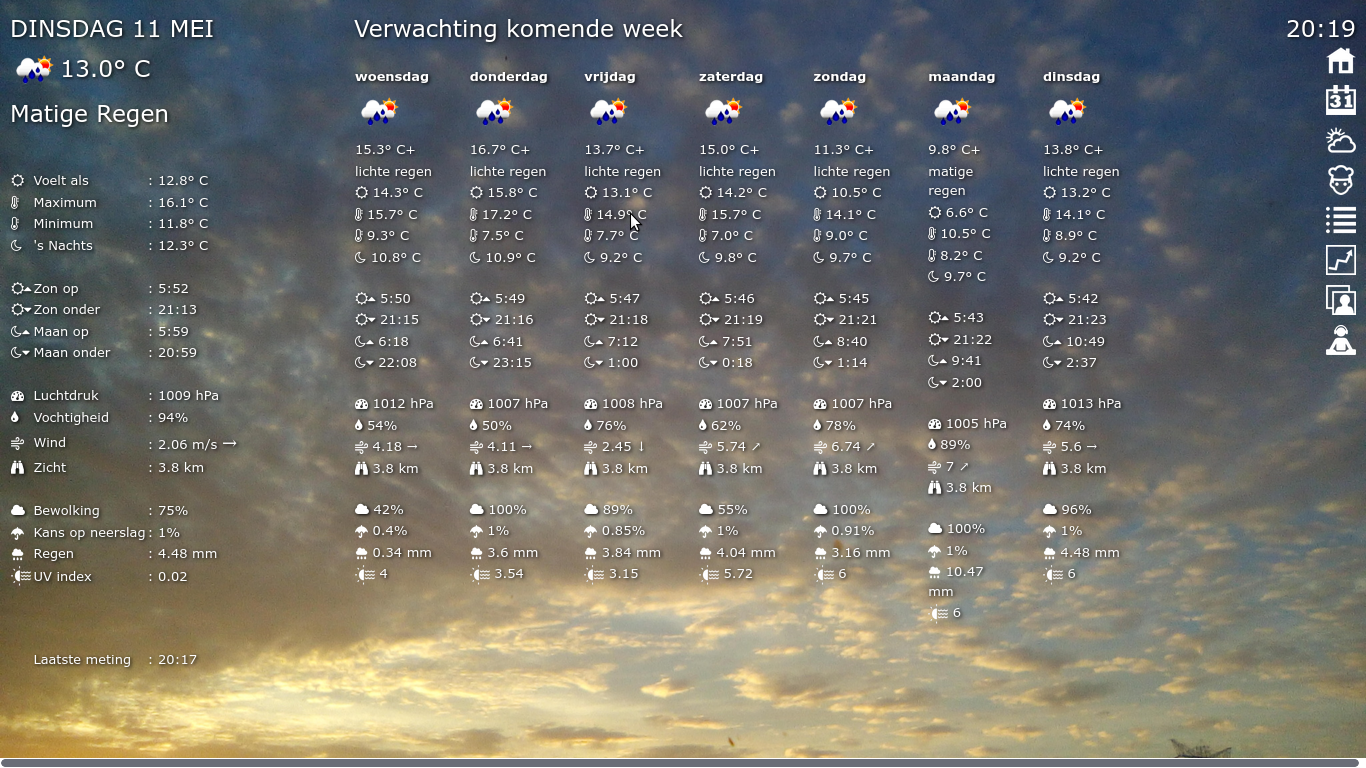 DINSDAG 11 MEI
13.0° C
Matige Regen
Voelt als : 12.8° C
Maximum : 16.1° C
Minimum : 11.8° C
's Nachts : 12.3° C
Zon op : 5:52
Zon onder : 21:13
Maan op : 5:59
Maan onder : 20:59
Luchtdruk : 1009 hPa
Vochtigheid : 94%
Wind : 2.06 m/s →
Zicht : 3.8 km
Bewolking : 75%
Kans op neerslag : 1%
Regen : 4.48 mm
UV index : 0.02
Laatste meting : 20:17
Verwachting komende week
woensdag
15.3° C+
lichte regen
14.3° C
15.7° C
9.3° C
10.8° C
5:50
21:15
6:18
22:08
1012 hPa
54%
4.18 →
3.8 km
42%
0.4%
0.34 mm
4
donderdag
16.7° C+
lichte regen
15.8° C
17.2° C
7.5° C
10.9° C
5:49
21:16
6:41
23:15
1007 hPa
50%
4.11 →
3.8 km
100%
1%
3.6 mm
3.54
vrijdag
13.7° C+
lichte regen
13.1° C
14.9° C
7.7° C
9.2° C
5:47
21:18
7:12
1:00
1008 hPa
76%
2.45 ↓
3.8 km
89%
0.85%
3.84 mm
3.15
zaterdag
15.0° C+
lichte regen
14.2° C
15.7° C
7.0° C
9.8° C
5:46
21:19
7:51
0:18
1007 hPa
62%
5.74 ↗
3.8 km
55%
1%
4.04 mm
5.72
zondag
11.3° C+
lichte regen
10.5° C
14.1° C
9.0° C
9.7° C
5:45
21:21
8:40
1:14
1007 hPa
78%
6.74 ↗
3.8 km
100%
0.91%
3.16 mm
6
maandag
9.8° C+
matige
regen
6.6° C
10.5° C
8.2° C
9.7° C
5:43
21:22
9:41
2:00
1005 hPa
89%
7 ↗
3.8 km
100%
1%
10.47
mm
6
dinsdag
13.8° C+
lichte regen
13.2° C
14.1° C
8.9° C
9.2° C
5:42
21:23
10:49
2:37
1013 hPa
74%
5.6 →
3.8 km
96%
1%
4.48 mm
6
20:19
31